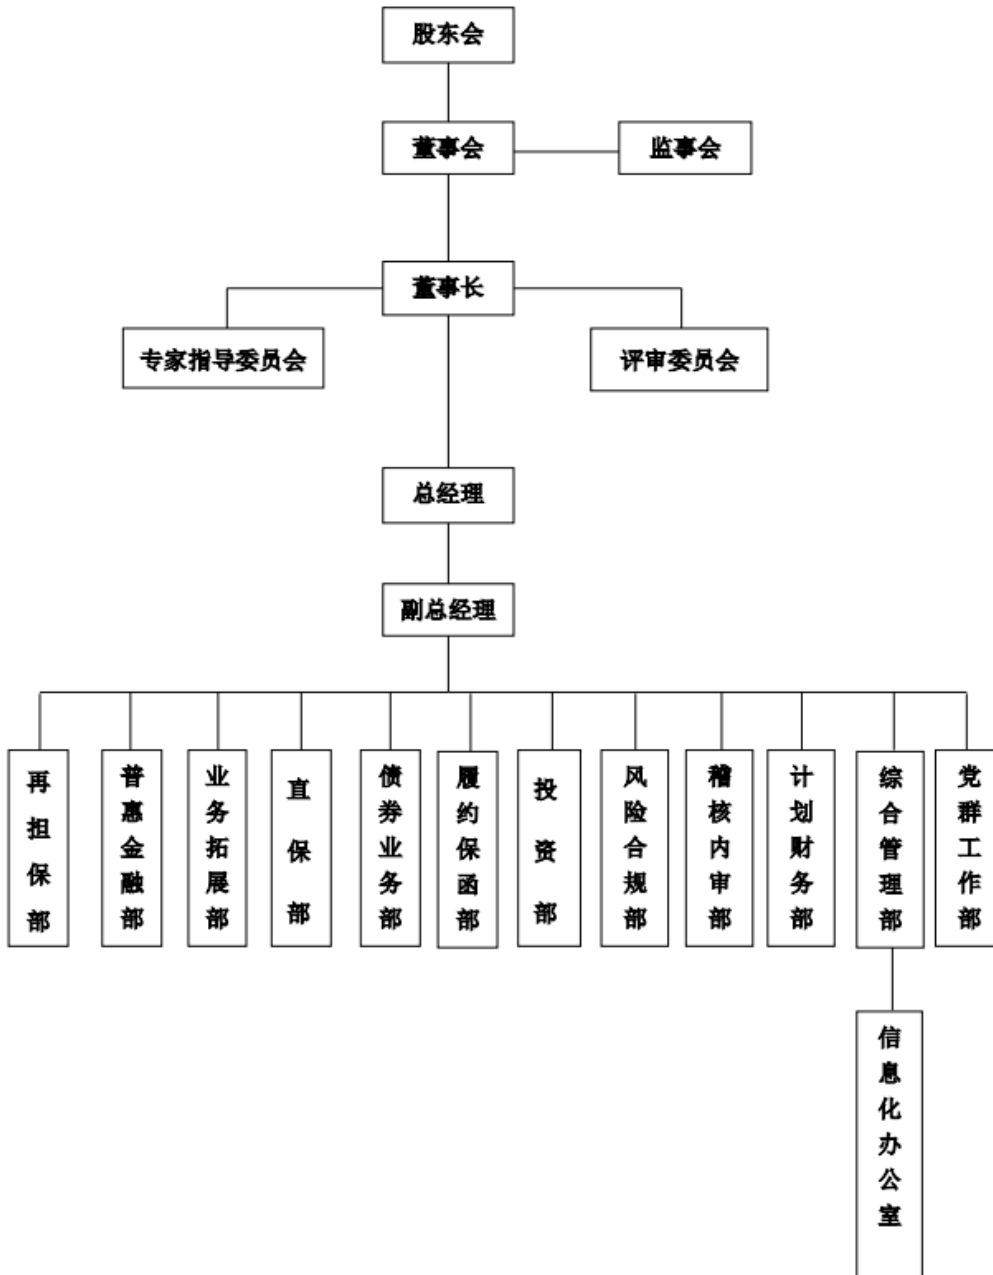 股东会
董事会
监事会
董事长
专家指导委员会
评审委员会
总经理
副总经理
再担保部
普惠金融部
业务拓展部
直保部
债券业务部
履约保函部
投资部
风险合规部
稽核内审部
计划财务部
综合管理部
党群工作部
信息化办公室